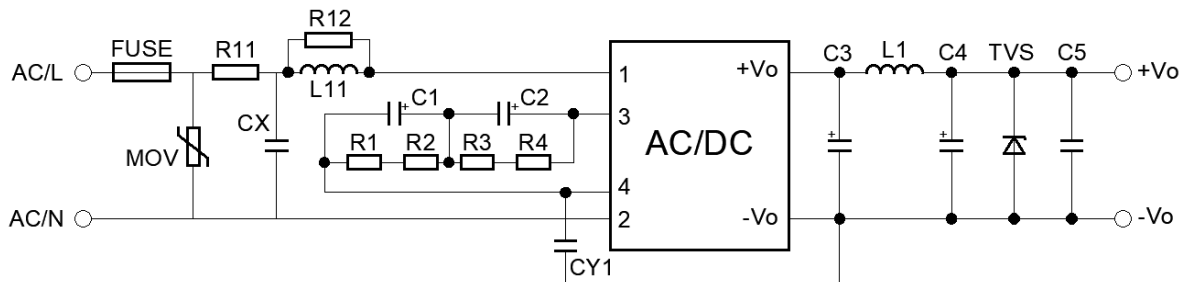 R12
FUSE R11 C3 L1 C4 TVS C5
AC/L 1 +Vo +Vo
L11
C1 C2
+ + 3
CX AC/DC
R1 R2 R3 R4 + +
MOV
4
AC/N 2 -Vo -Vo
CY1